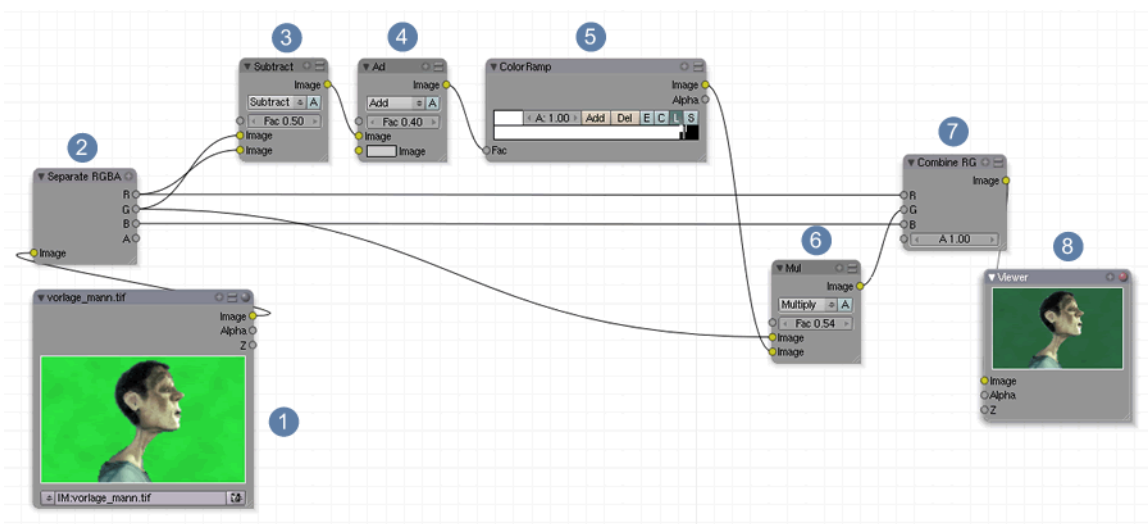 3
4
5
Subtract
Image
Subtract A
Fac 0.50
Image
Image
Ad
Image
Add A
Fac 0.40
Image
Image
ColorRamp
Image
Alpha
A: 1.00 Add Del E C L S
Fac
2
Separate RGBA
R
G
B
A
Image
7
Combine RG
Image
R
G
B
A 1.00
6
Mul
Image
Multiply A
Fac 0.54
Image
Image
8
Viewer
Image
Alpha
Z
vorlage_mann.tif
Image
Alpha
Z
IM:vorlage_mann.tif
1